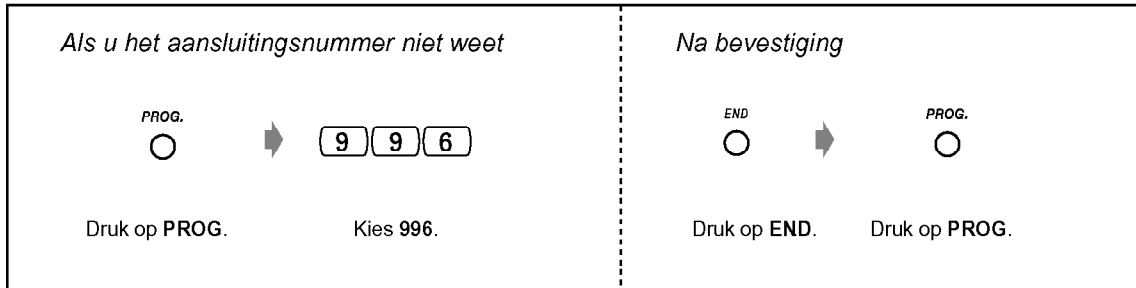 Als u het aansluitingsnummer niet weet
PROG.
9 9 6
Druk op PROG.
Kies 996.
Na bevestiging
END
PROG.
Druk op END.
Druk op PROG.